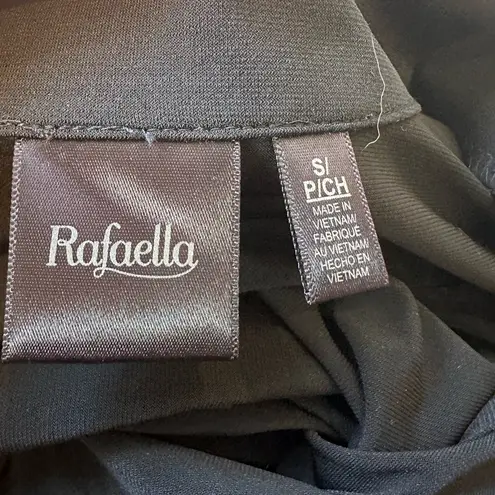 Rafaella
S/
P/CH
MADE IN
VIETNAM/
FABRIQUÉ
AU VIETNAM/
HECHO EN
VIETNAM